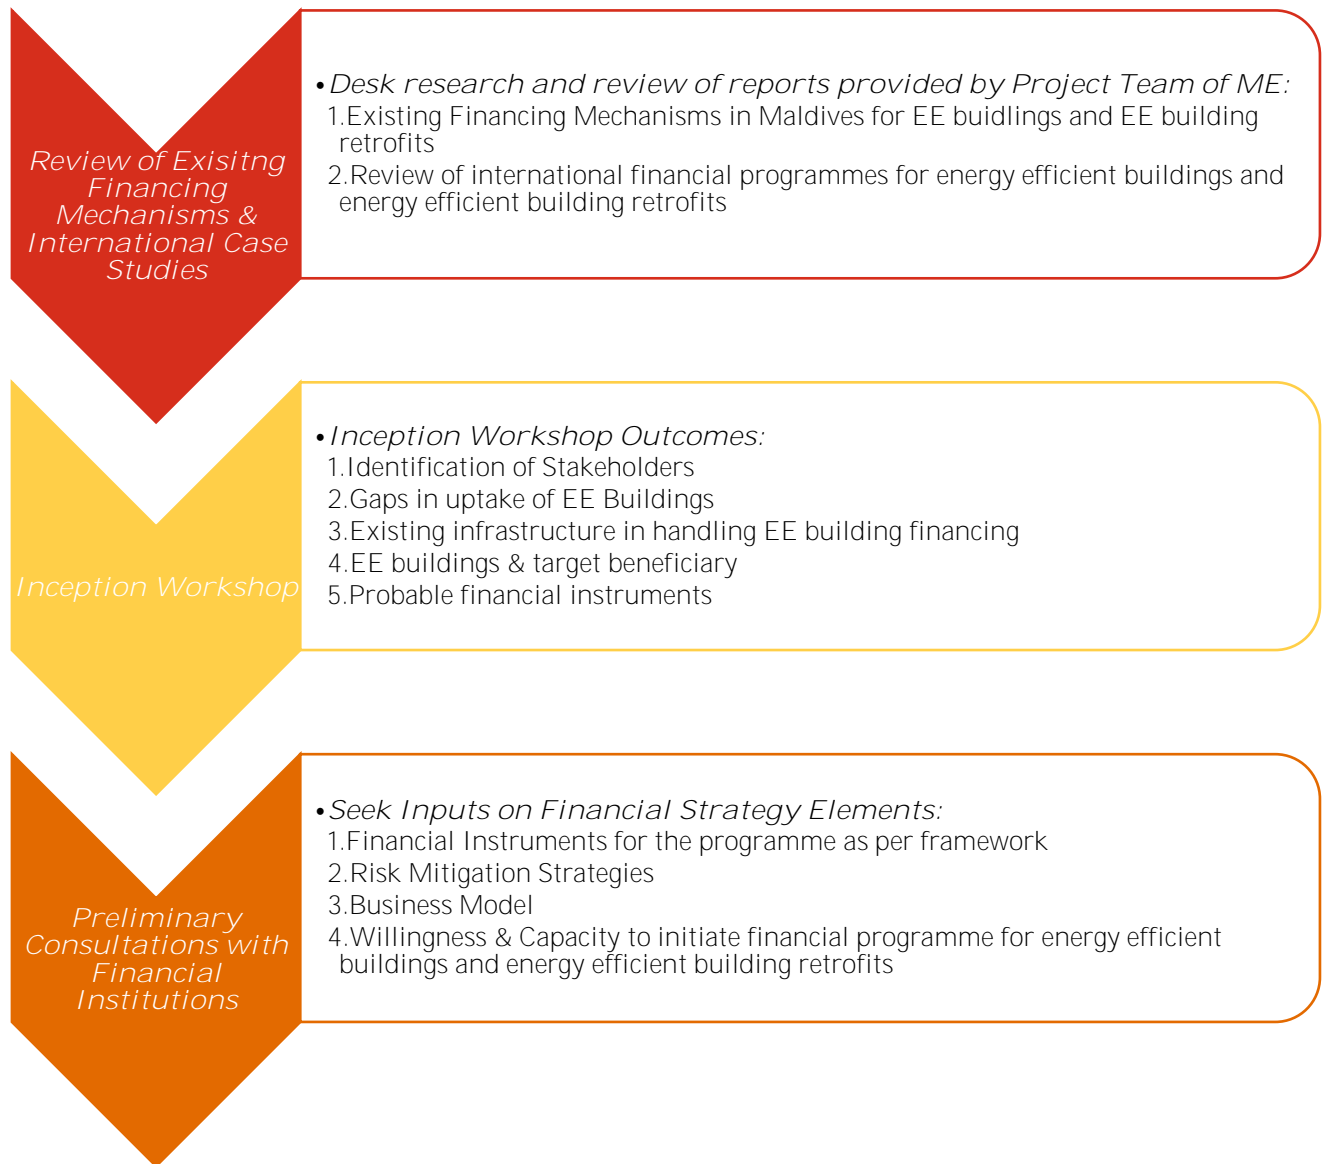 Review of Exisitng
Financing
Mechanisms &
International Case
Studies
•Desk research and review of reports provided by Project Team of ME:
1.Existing Financing Mechanisms in Maldives for EE buidlings and EE building
retrofits
2.Review of international financial programmes for energy efficient buildings and
energy efficient building retrofits
Inception Workshop
•Inception Workshop Outcomes:
1.Identification of Stakeholders
2.Gaps in uptake of EE Buildings
3.Existing infrastructure in handling EE building financing
4.EE buildings & target beneficiary
5.Probable financial instruments
Preliminary
Consultations with
Financial
Institutions
•Seek Inputs on Financial Strategy Elements:
1.Financial Instruments for the programme as per framework
2.Risk Mitigation Strategies
3.Business Model
4.Willingness & Capacity to initiate financial programme for energy efficient
buildings and energy efficient building retrofits